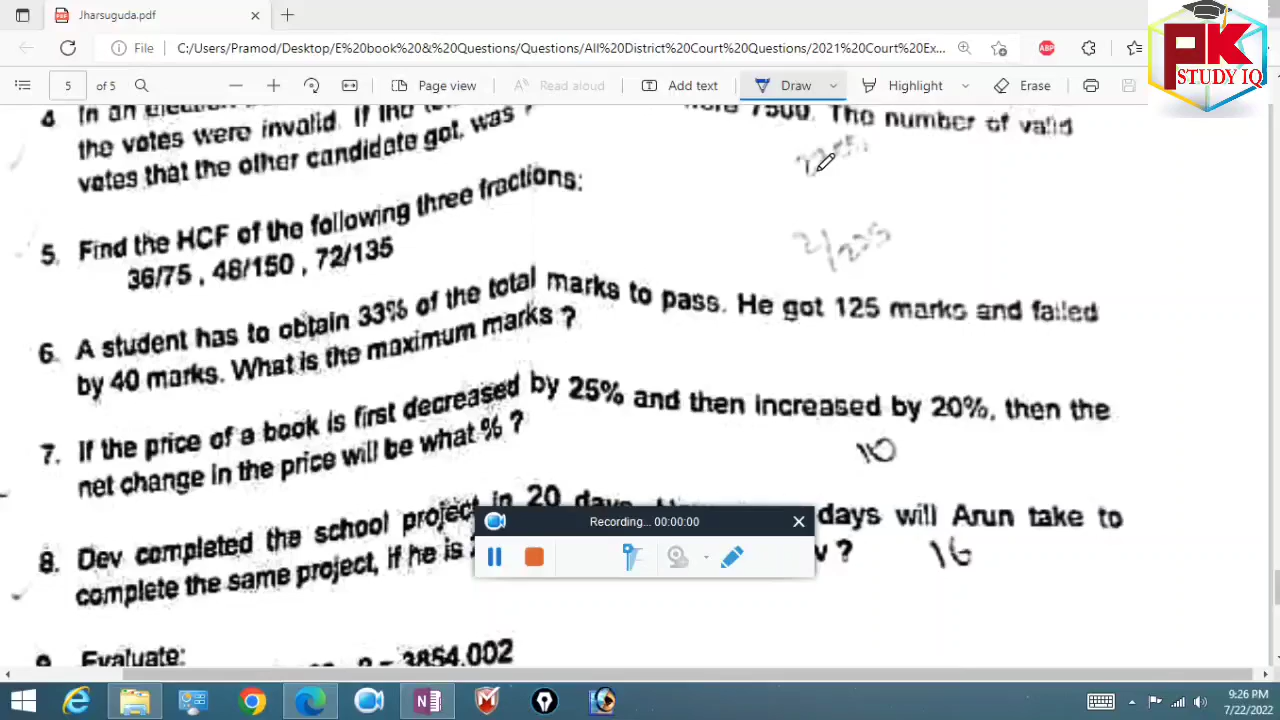 Jharsuguda.pdf
File C:/Users/Pramod/Desktop/E%20book%20&%20Questions/Questions/All%20District%20Court%20Questions/2021%20Court%20Ex...
ABP
PK
STUDY IQ
5 of 5 Page view Read aloud Add text Draw Highlight Erase
4. In an election
the votes were invalid. If the 7500. The number of valid
votes that the other candidate got, was ?
5. Find the HCF of the following three fractions:
36/75 , 48/150 , 72/135
2/225
6. A student has to obtain 33% of the total marks to pass. He got 125 marks and failed
by 40 marks. What is the maximum marks ?
7. If the price of a book is first decreased by 25% and then increased by 20%, then the
net change in the price will be what % ?
10
8. Dev completed the school project in 20 days. days will Arun take to
complete the same project, if he is ?
16
Recording... 00:00:00
9. Evaluate:
3854.002
9:26 PM
7/22/2022